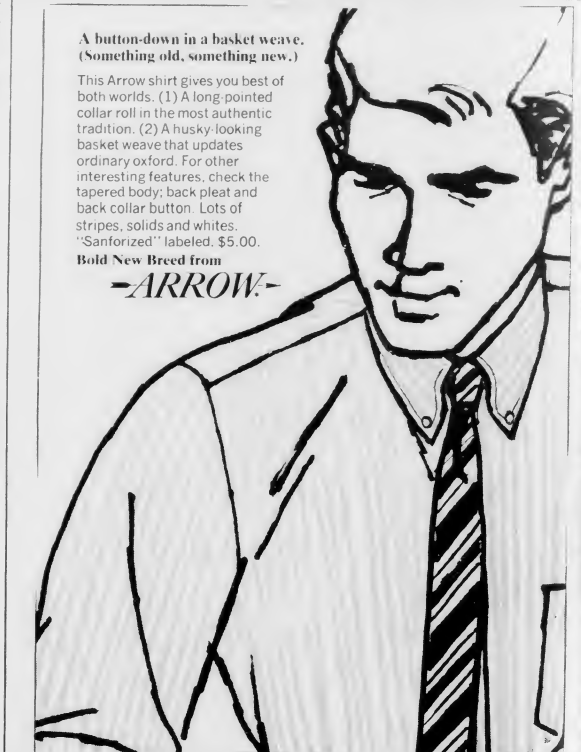 A button-down in a basket weave.
(Something old, something new.)
This Arrow shirt gives you best of
both worlds. (1) A long-pointed
collar roll in the most authentic
tradition. (2) A husky-looking
basket weave that updates
ordinary oxford. For other
interesting features, check the
tapered body; back pleat and
back collar button. Lots of
stripes, solids and whites.
"Sanforized" labeled. $5.00.
Bold New Breed from
-ARROW-